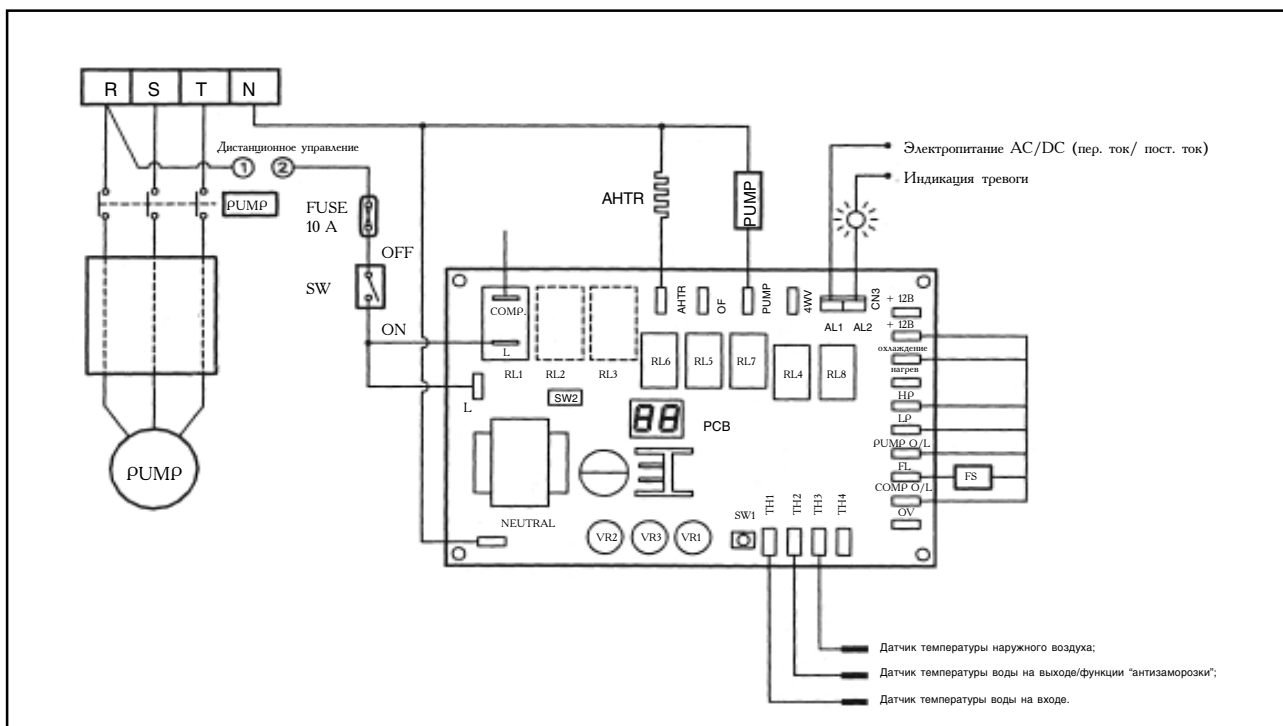 R S T N
Дистанционное управление
1 2
PUMP
FUSE
10 A
OFF
SW
ON
PUMP
AHTR
PUMP
Электропитание AC/DC (пер. ток/ пост. ток)
Индикация тревоги
COMP.
L
RL1 RL2 RL3
L
SW2
AHTR
OF
PUMP
4WV
AL1 AL2
CN3
RL6 RL5 RL7 RL4 RL8
88
PCB
+ 12В
+ 12В
охлаждение
нагрев
HP
LP
PUMP O/L
FL
COMP O/L
OV
FS
NEUTRAL
VR2 VR3 VR1
SW1
TH1
TH2
TH3
TH4
Датчик температуры наружного воздуха;
Датчик температуры воды на выходе/функции “антизаморозки”;
Датчик температуры воды на входе.